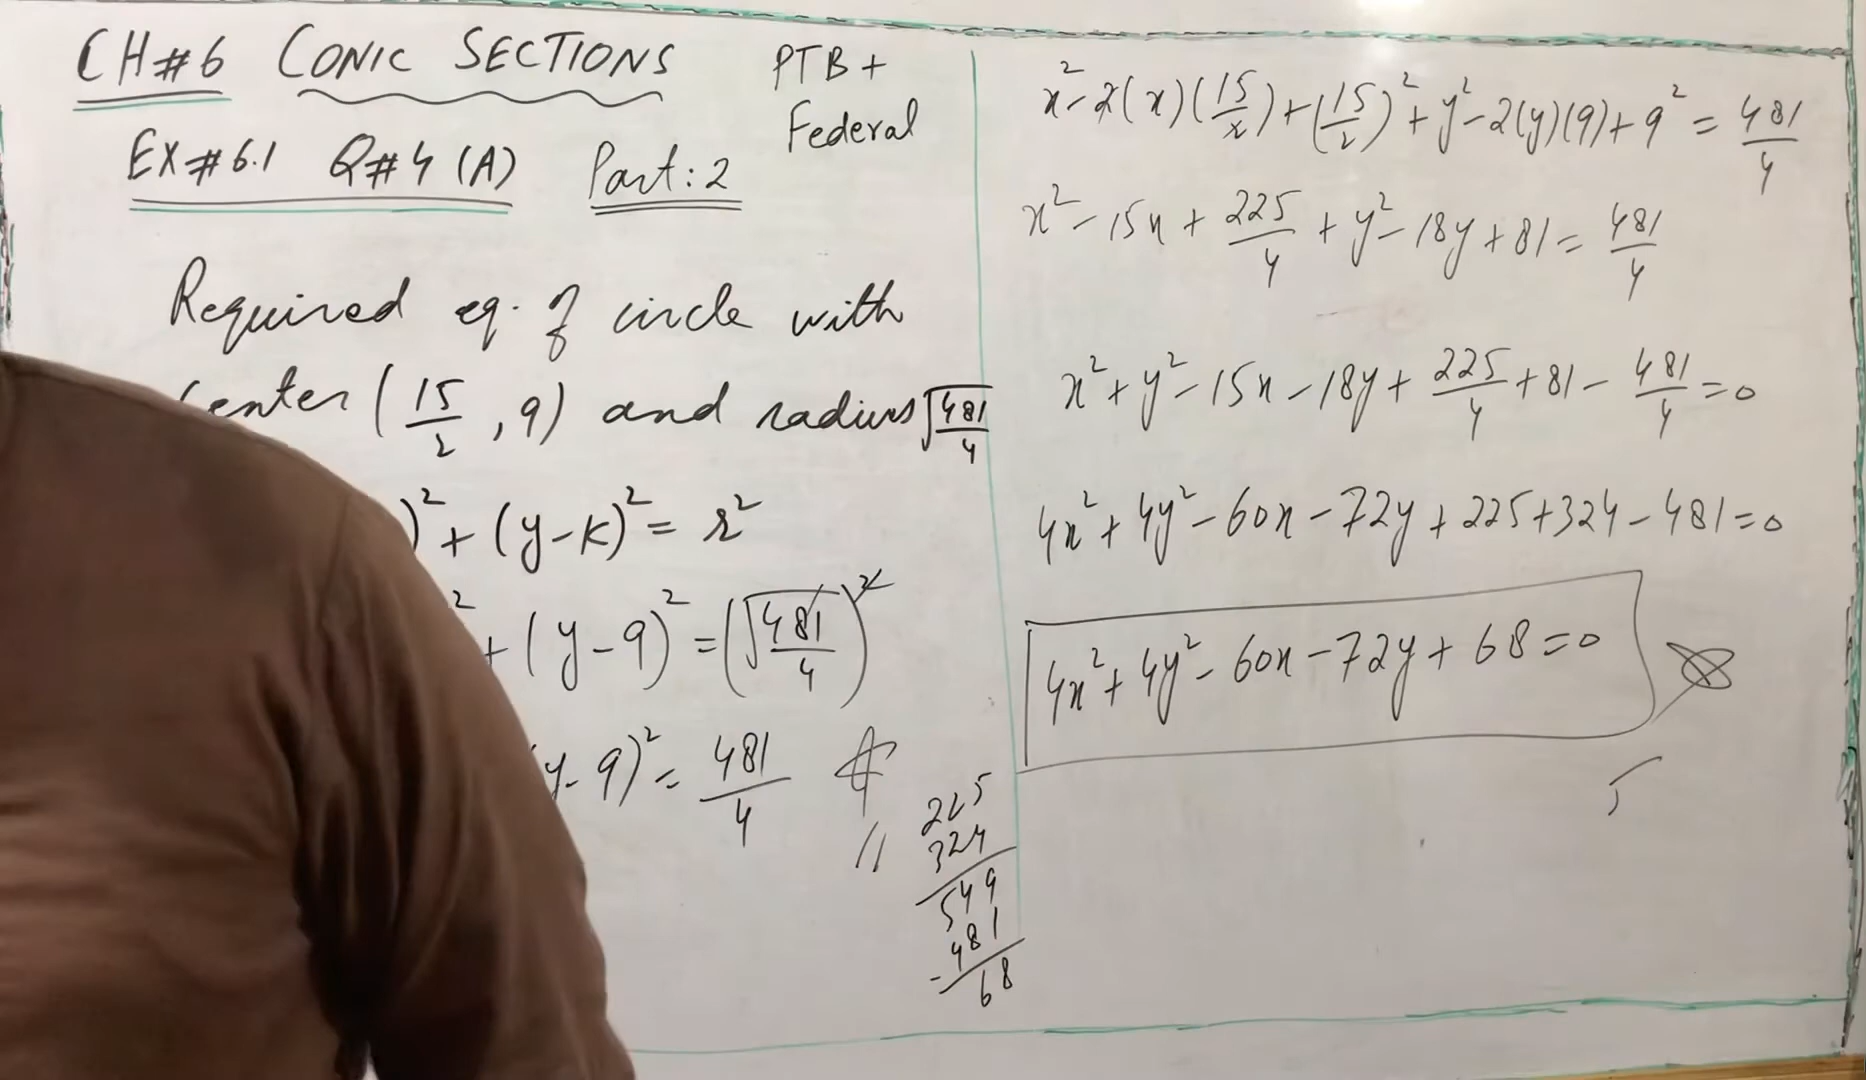 CH#6 CONIC SECTIONS PTB + Federal
EX#6.1 Q#4 (A) Part:2
Required eq. of circle with
Center (15/2, 9) and radius √(481/4)
)² + (y-k)² = r²
² + (y-9)² = (√(481/4))²
y-9)² = 481/4
225
324
549
-481
68
x² - 2(x)(15/2) + (15/2)² + y² - 2(y)(9) + 9² = 481/4
x² - 15x + 225/4 + y² - 18y + 81 = 481/4
x² + y² - 15x - 18y + 225/4 + 81 - 481/4 = 0
4x² + 4y² - 60x - 72y + 225 + 324 - 481 = 0
4x² + 4y² - 60x - 72y + 68 = 0